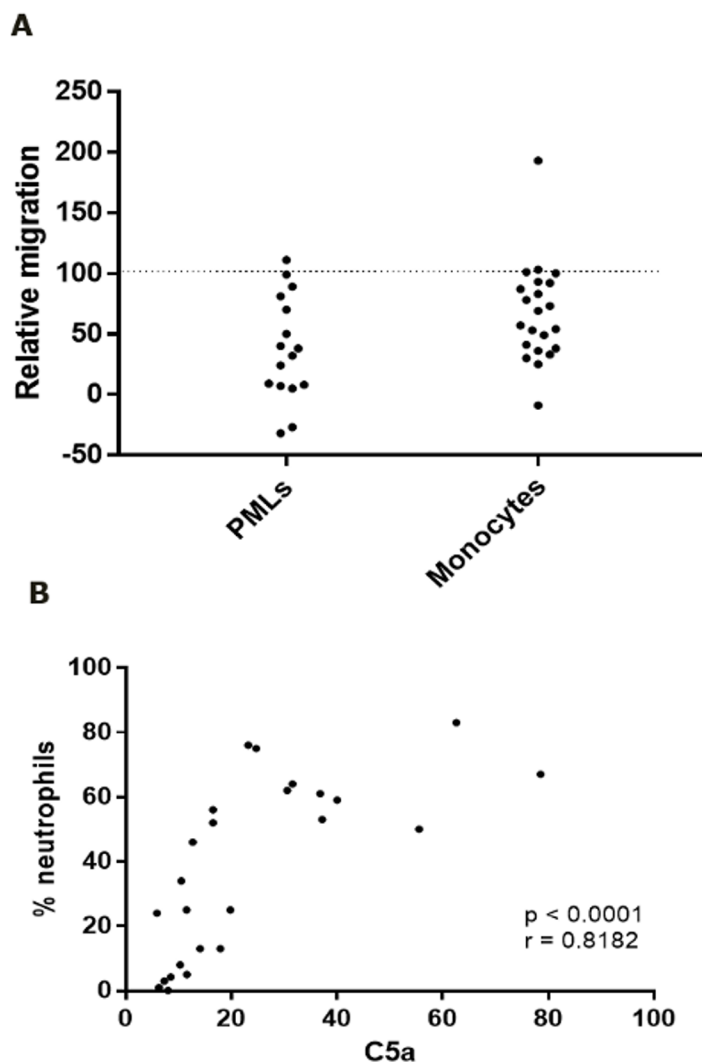 A
250
200
150
100
50
0
-50
Relative migration
PMLs
Monocytes
B
100
80
60
40
20
0
% neutrophils
p < 0.0001
r = 0.8182
0 20 40 60 80 100
C5a